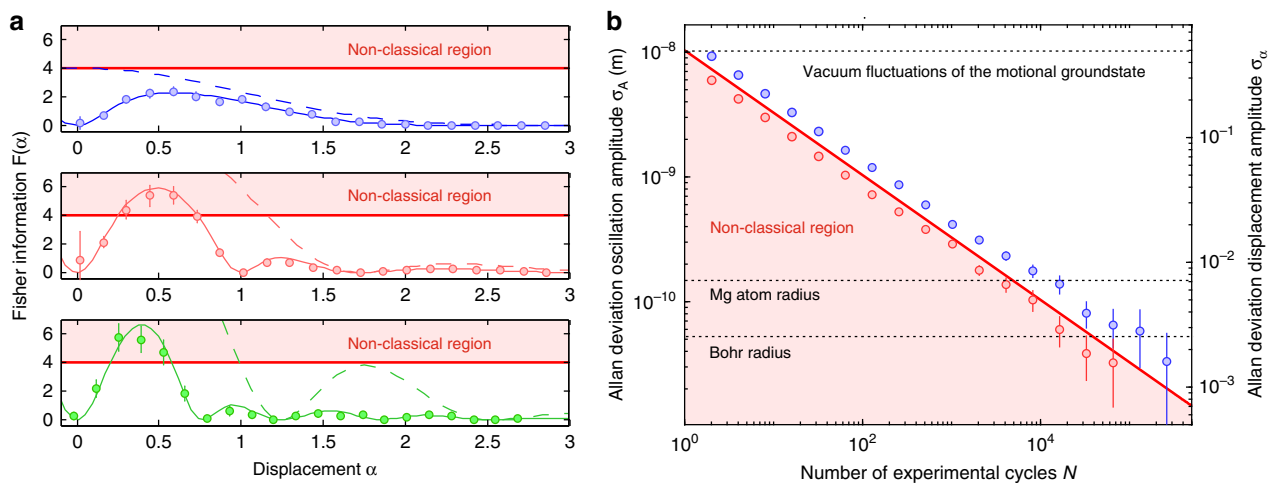 a
Fisher information F(α)
6
4
2
0
Non-classical region
0 0.5 1 1.5 2 2.5 3
6
4
2
0
Non-classical region
0 0.5 1 1.5 2 2.5 3
6
4
2
0
Non-classical region
0 0.5 1 1.5 2 2.5 3
Displacement α
b
Allan deviation oscillation amplitude σA (m)
10⁻⁸
10⁻⁹
10⁻¹⁰
Vacuum fluctuations of the motional groundstate
Non-classical region
Mg atom radius
Bohr radius
10⁻¹
10⁻²
10⁻³
Allan deviation displacement amplitude σα
10⁰ 10² 10⁴
Number of experimental cycles N